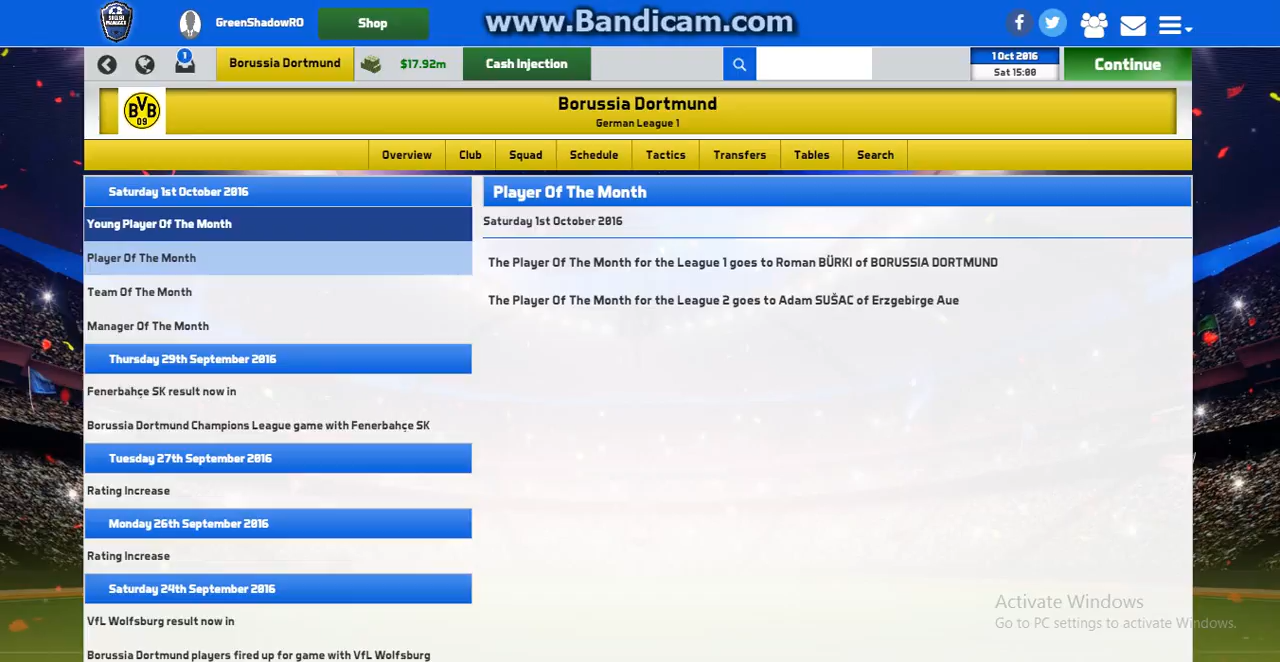 www.Bandicam.com
GreenShadowRO
Shop
1
Borussia Dortmund
$17.92m
Cash Injection
1 Oct 2016
Sat 15:00
Continue
BVB
09
Borussia Dortmund
German League 1
Overview
Club
Squad
Schedule
Tactics
Transfers
Tables
Search
Saturday 1st October 2016
Young Player Of The Month
Player Of The Month
Team Of The Month
Manager Of The Month
Thursday 29th September 2016
Fenerbahçe SK result now in
Borussia Dortmund Champions League game with Fenerbahçe SK
Tuesday 27th September 2016
Rating Increase
Monday 26th September 2016
Rating Increase
Saturday 24th September 2016
VfL Wolfsburg result now in
Borussia Dortmund players fired up for game with VfL Wolfsburg
Player Of The Month
Saturday 1st October 2016
The Player Of The Month for the League 1 goes to Roman BÜRKI of BORUSSIA DORTMUND
The Player Of The Month for the League 2 goes to Adam SUŠAC of Erzgebirge Aue
Activate Windows
Go to PC settings to activate Windows.